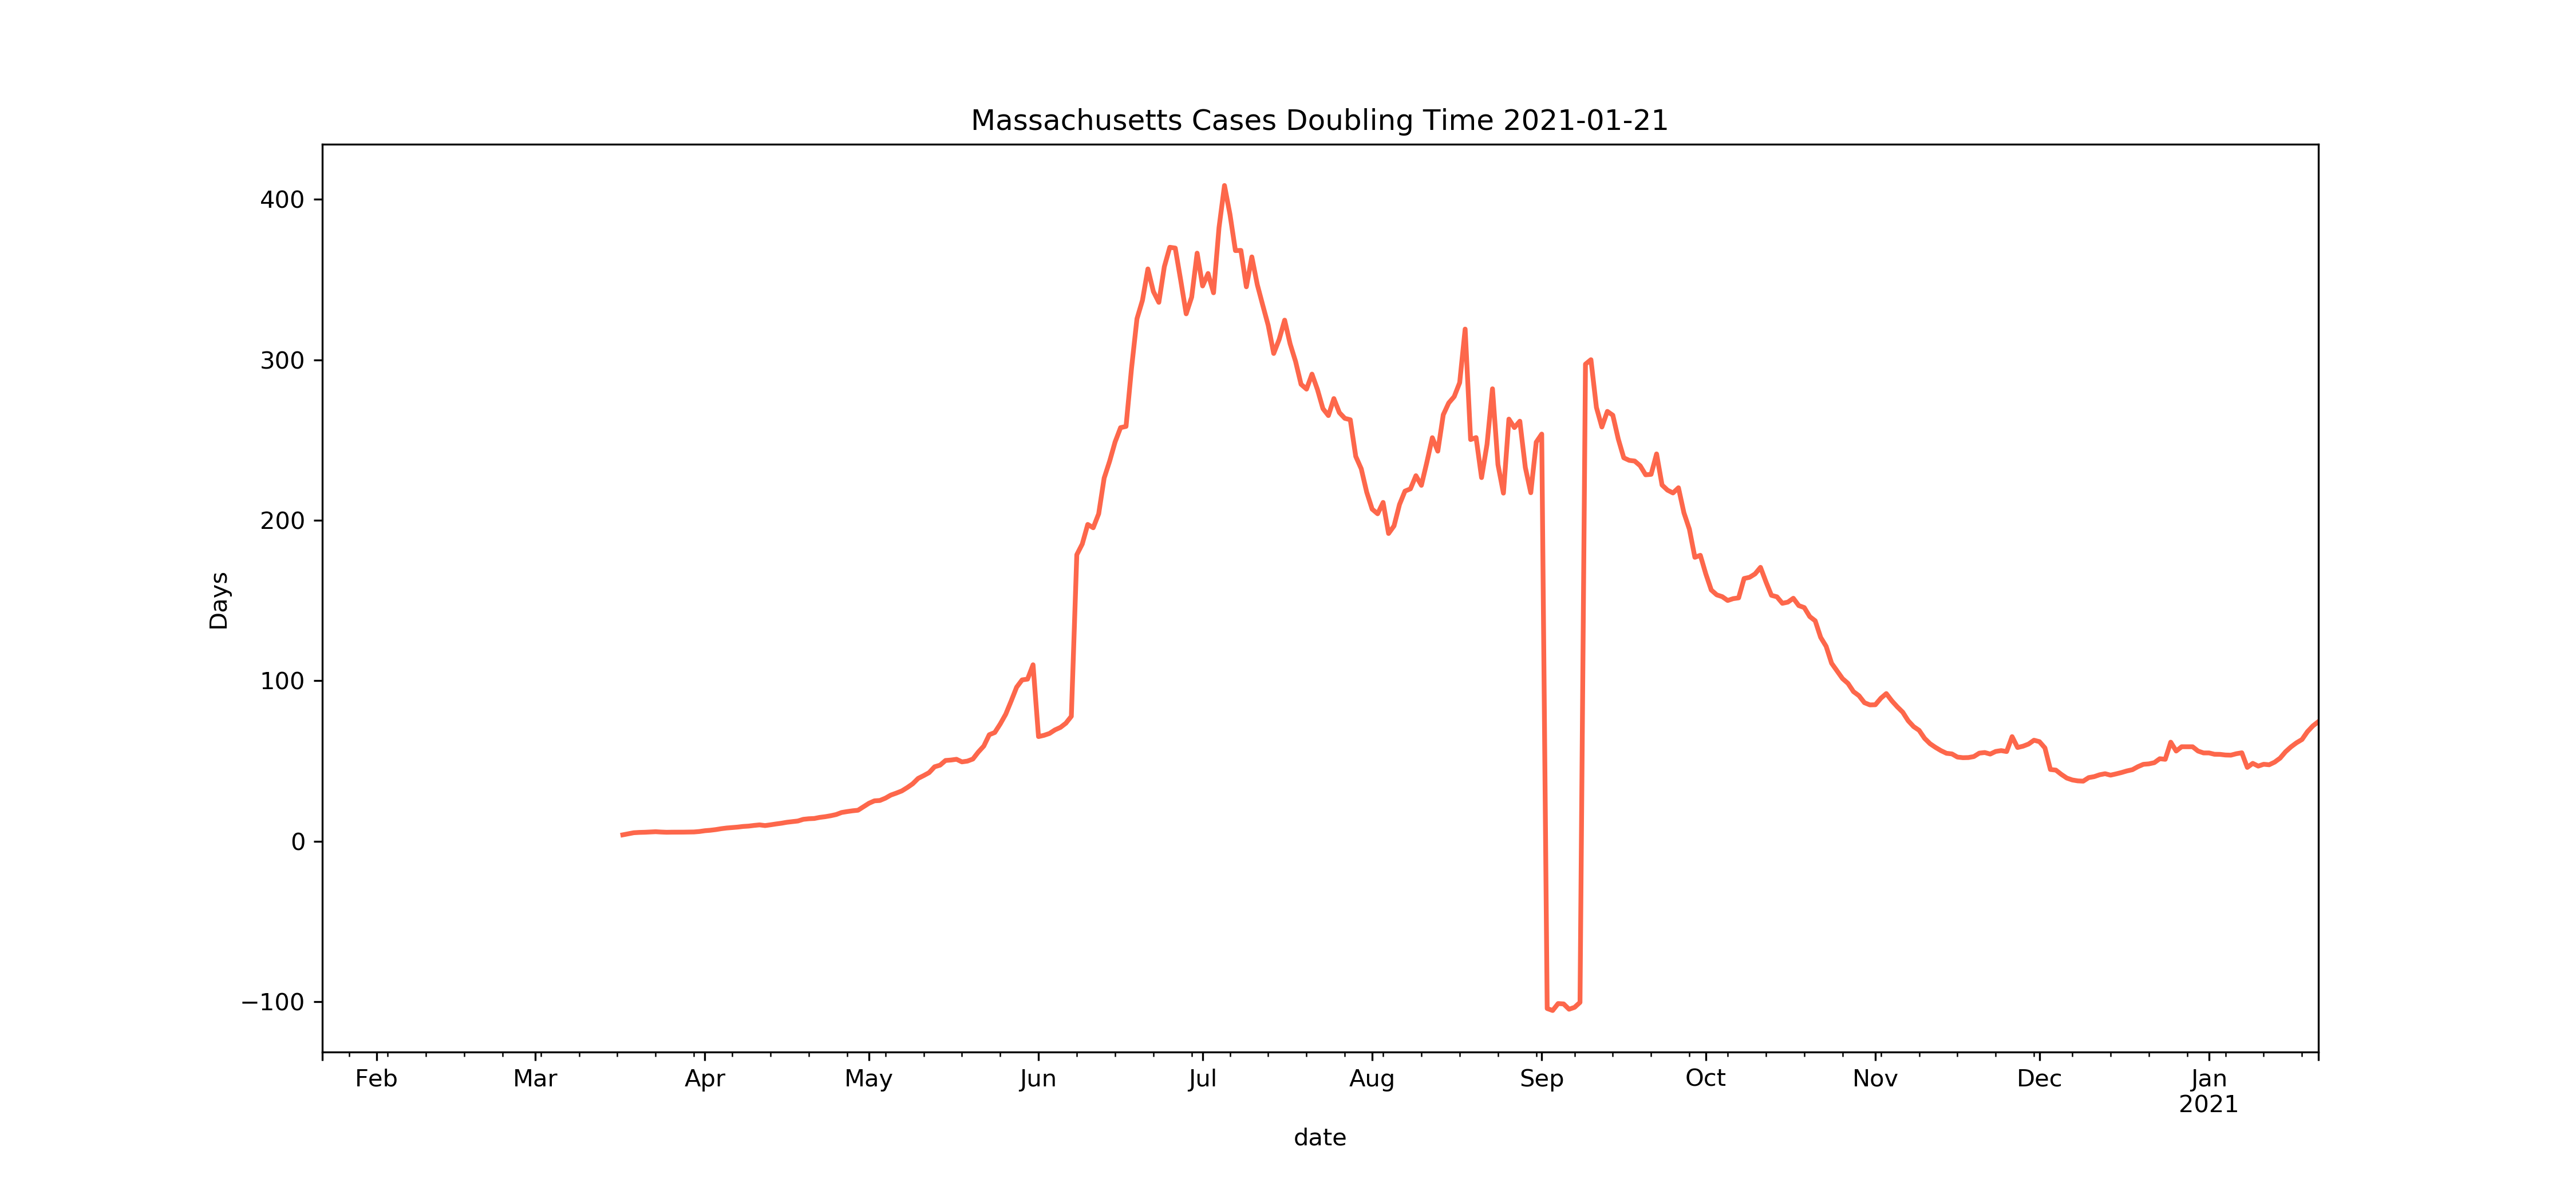 Massachusetts Cases Doubling Time 2021-01-21
400
300
200
100
0
−100
Days
Feb Mar Apr May Jun Jul Aug Sep Oct Nov Dec Jan
2021
date